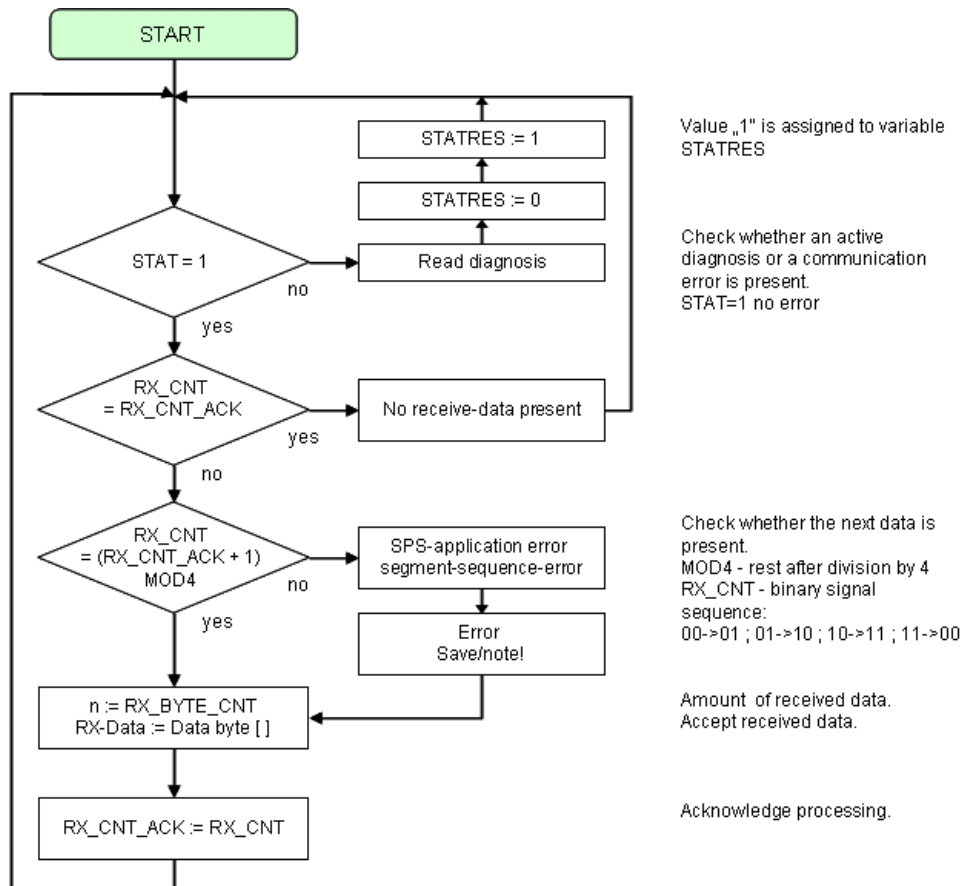 START
STATRES := 1
Value „1" is assigned to variable
STATRES
STATRES := 0
STAT = 1
no
Read diagnosis
Check whether an active
diagnosis or a communication
error is present.
STAT=1 no error
yes
RX_CNT
= RX_CNT_ACK
yes
No receive-data present
no
RX_CNT
= (RX_CNT_ACK + 1)
MOD4
no
SPS-application error
segment-sequence-error
Check whether the next data is
present.
MOD4 - rest after division by 4
RX_CNT - binary signal
sequence:
00->01 ; 01->10 ; 10->11 ; 11->00
yes
Error
Save/note!
n := RX_BYTE_CNT
RX-Data := Data byte [ ]
Amount  of received data.
Accept received data.
RX_CNT_ACK := RX_CNT
Acknowledge processing.